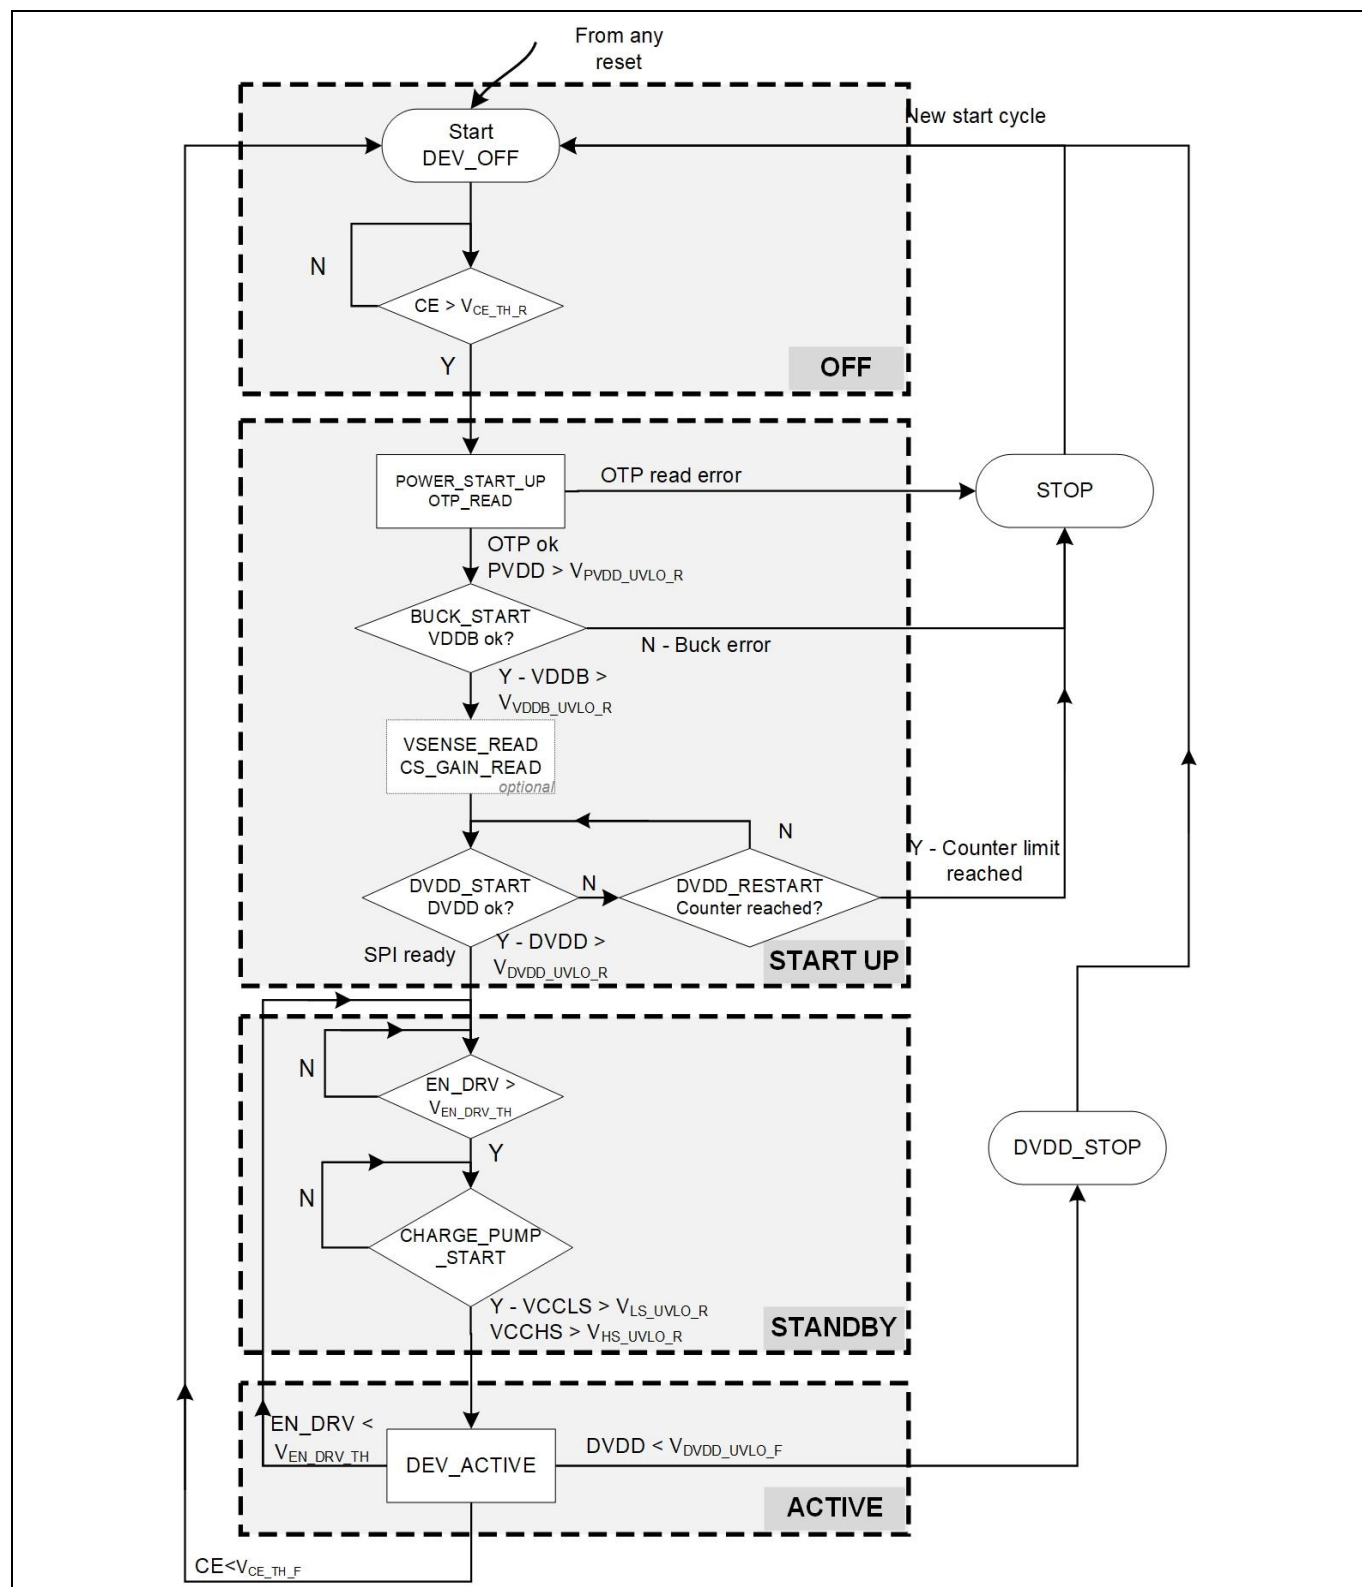 From any
reset
New start cycle
Start
DEV_OFF
N
CE > VCE_TH_R
Y
OFF
POWER_START_UP
OTP_READ
OTP read error
STOP
OTP ok
PVDD > VPVDD_UVLO_R
BUCK_START
VDDB ok?
N - Buck error
Y - VDDB >
VVDDB_UVLO_R
VSENSE_READ
CS_GAIN_READ
optional
N
Y - Counter limit
reached
DVDD_START
DVDD ok?
N
DVDD_RESTART
Counter reached?
SPI ready
Y - DVDD >
VDVDD_UVLO_R
START UP
N
EN_DRV >
VEN_DRV_TH
Y
DVDD_STOP
N
CHARGE_PUMP
_START
Y - VCCLS > VLS_UVLO_R
VCCHS > VHS_UVLO_R
STANDBY
EN_DRV <
VEN_DRV_TH
DEV_ACTIVE
DVDD < VDVDD_UVLO_F
ACTIVE
CE<VCE_TH_F